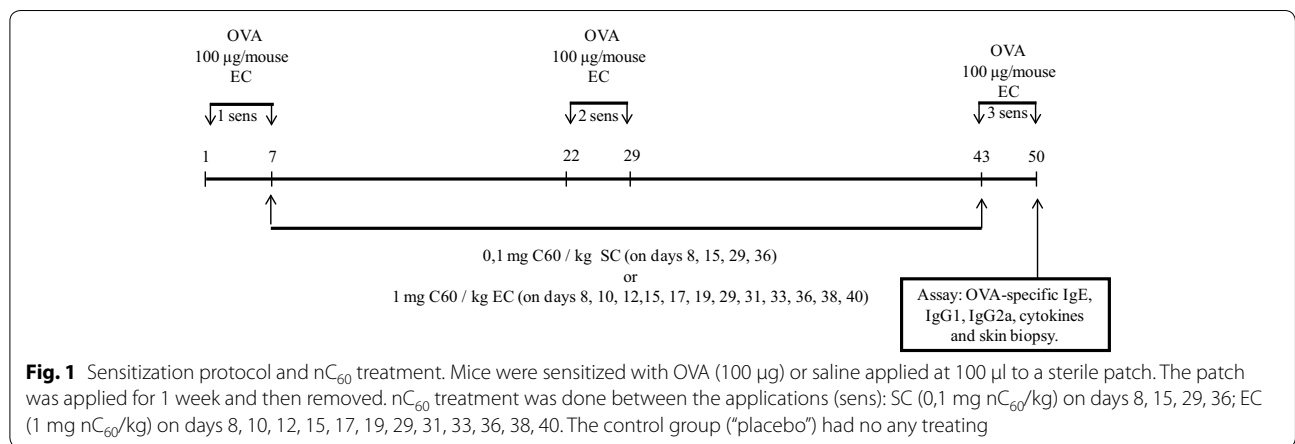 OVA
100 µg/mouse
EC
1 sens
OVA
100 µg/mouse
EC
2 sens
OVA
100 µg/mouse
EC
3 sens
1 7 22 29 43 50
0,1 mg C60 / kg SC (on days 8, 15, 29, 36)
or
1 mg C60 / kg EC (on days 8, 10, 12,15, 17, 19, 29, 31, 33, 36, 38, 40)
Assay: OVA-specific IgE,
IgG1, IgG2a, cytokines
and skin biopsy.
Fig. 1 Sensitization protocol and nC60 treatment. Mice were sensitized with OVA (100 µg) or saline applied at 100 µl to a sterile patch. The patch
was applied for 1 week and then removed. nC60 treatment was done between the applications (sens): SC (0,1 mg nC60/kg) on days 8, 15, 29, 36; EC
(1 mg nC60/kg) on days 8, 10, 12, 15, 17, 19, 29, 31, 33, 36, 38, 40. The control group (“placebo”) had no any treating